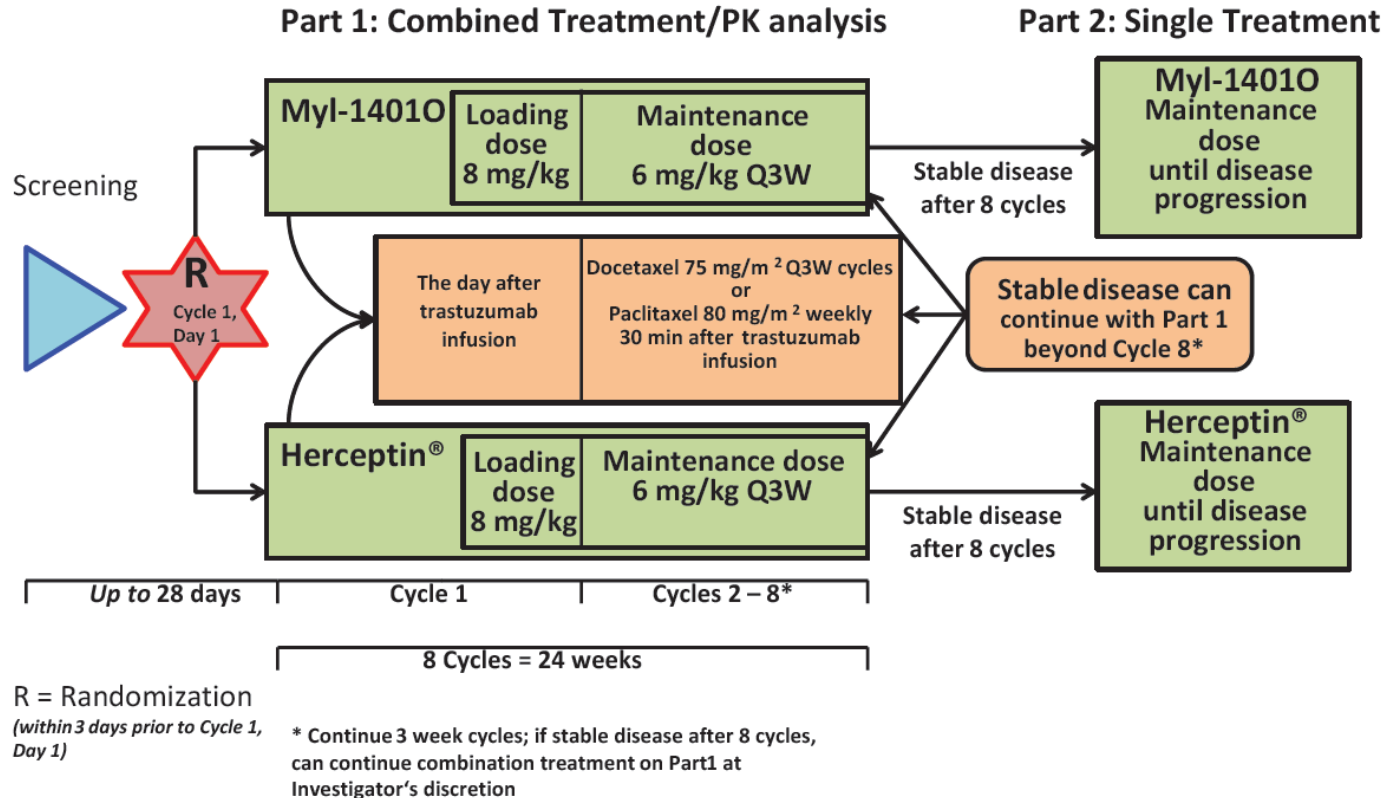 Part 1: Combined Treatment/PK analysis
Part 2: Single Treatment
Screening
R
Cycle 1,
Day 1
Myl-1401O
Loading
dose
8 mg/kg
Maintenance
dose
6 mg/kg Q3W
Stable disease
after 8 cycles
Myl-1401O
Maintenance
dose
until disease
progression
The day after
trastuzumab
infusion
Docetaxel 75 mg/m² Q3W cycles
or
Paclitaxel 80 mg/m² weekly
30 min after trastuzumab
infusion
Stable disease can
continue with Part 1
beyond Cycle 8*
Herceptin®
Loading
dose
8 mg/kg
Maintenance dose
6 mg/kg Q3W
Stable disease
after 8 cycles
Herceptin®
Maintenance
dose
until disease
progression
Up to 28 days
Cycle 1
Cycles 2 – 8*
8 Cycles = 24 weeks
R = Randomization
(within 3 days prior to Cycle 1,
Day 1)
* Continue 3 week cycles; if stable disease after 8 cycles,
can continue combination treatment on Part1 at
Investigator‘s discretion